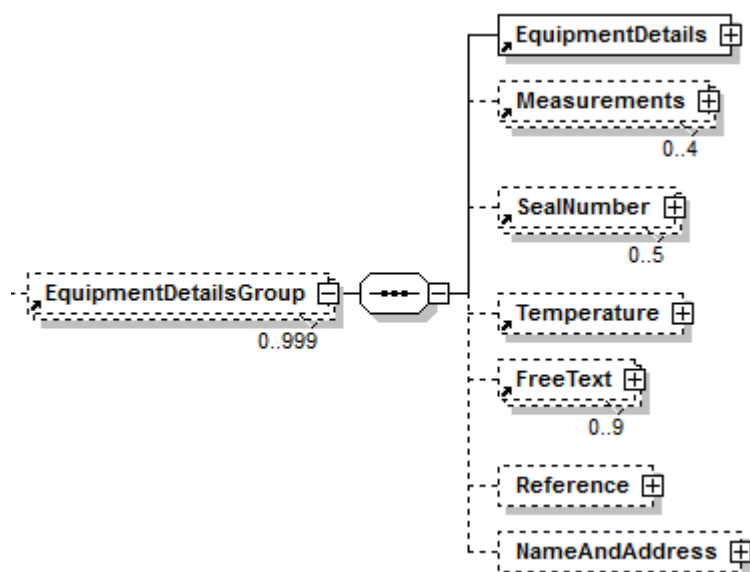 EquipmentDetails
Measurements
0..4
SealNumber
0..5
EquipmentDetailsGroup
0..999
Temperature
FreeText
0..9
Reference
NameAndAddress